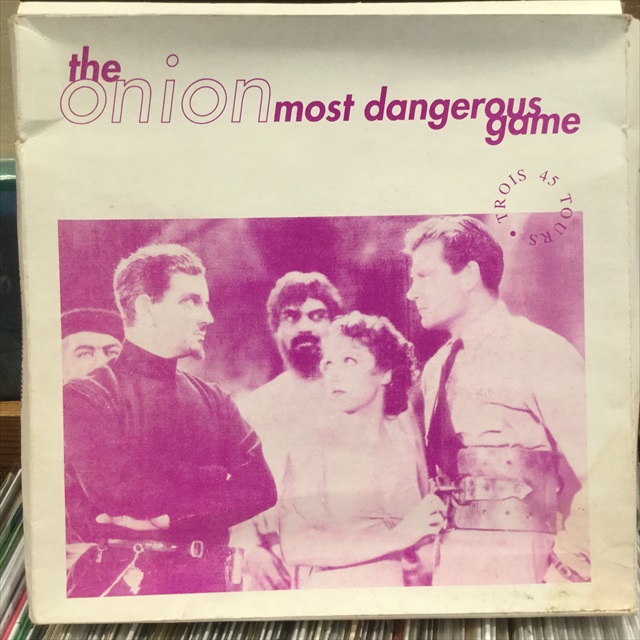 the
onion most dangerous
game
• TROIS 45 TOURS